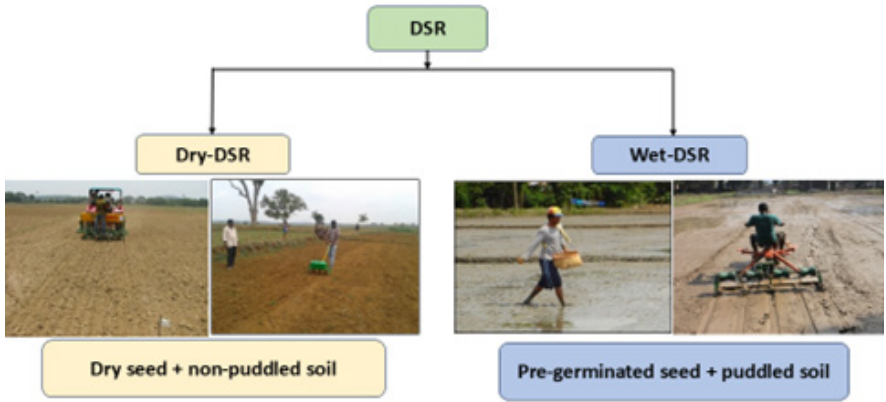 DSR
Dry-DSR
Wet-DSR
Dry seed + non-puddled soil
Pre-germinated seed + puddled soil